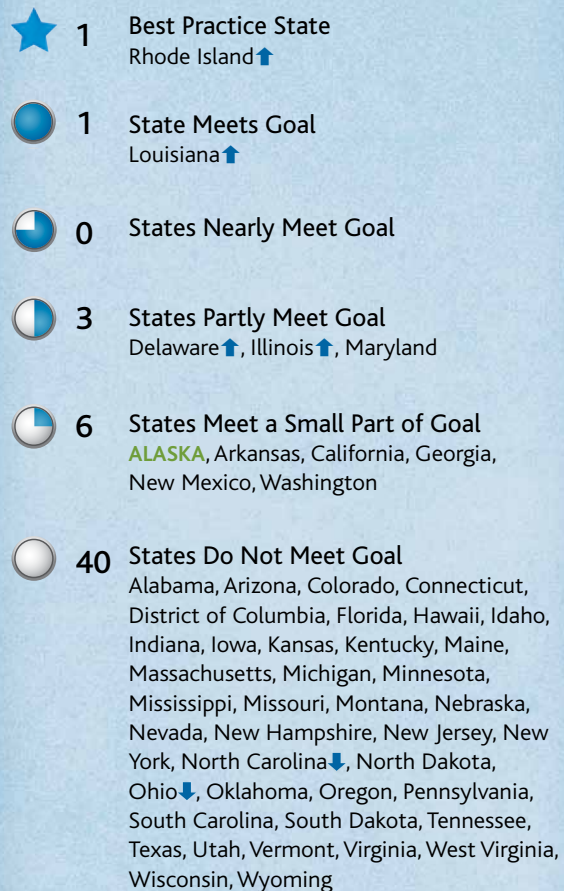 1 Best Practice State
Rhode Island⬆
1 State Meets Goal
Louisiana⬆
0 States Nearly Meet Goal
3 States Partly Meet Goal
Delaware⬆, Illinois⬆, Maryland
6 States Meet a Small Part of Goal
ALASKA, Arkansas, California, Georgia,
New Mexico, Washington
40 States Do Not Meet Goal
Alabama, Arizona, Colorado, Connecticut,
District of Columbia, Florida, Hawaii, Idaho,
Indiana, Iowa, Kansas, Kentucky, Maine,
Massachusetts, Michigan, Minnesota,
Mississippi, Missouri, Montana, Nebraska,
Nevada, New Hampshire, New Jersey, New
York, North Carolina⬇, North Dakota,
Ohio⬇, Oklahoma, Oregon, Pennsylvania,
South Carolina, South Dakota, Tennessee,
Texas, Utah, Vermont, Virginia, West Virginia,
Wisconsin, Wyoming